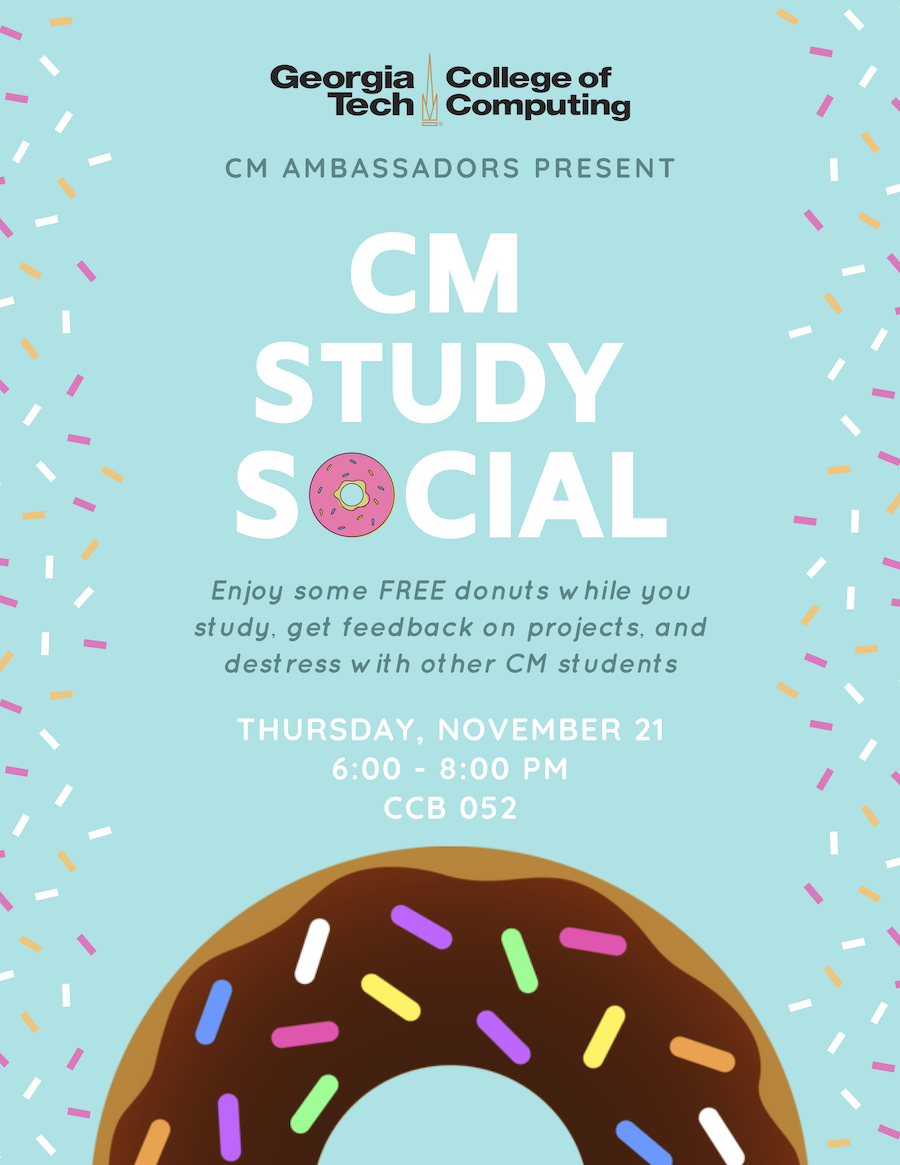 Georgia Tech
College of Computing
CM AMBASSADORS PRESENT
CM
STUDY
SOCIAL
Enjoy some FREE donuts while you
study, get feedback on projects, and
destress with other CM students
THURSDAY, NOVEMBER 21
6:00 - 8:00 PM
CCB 052